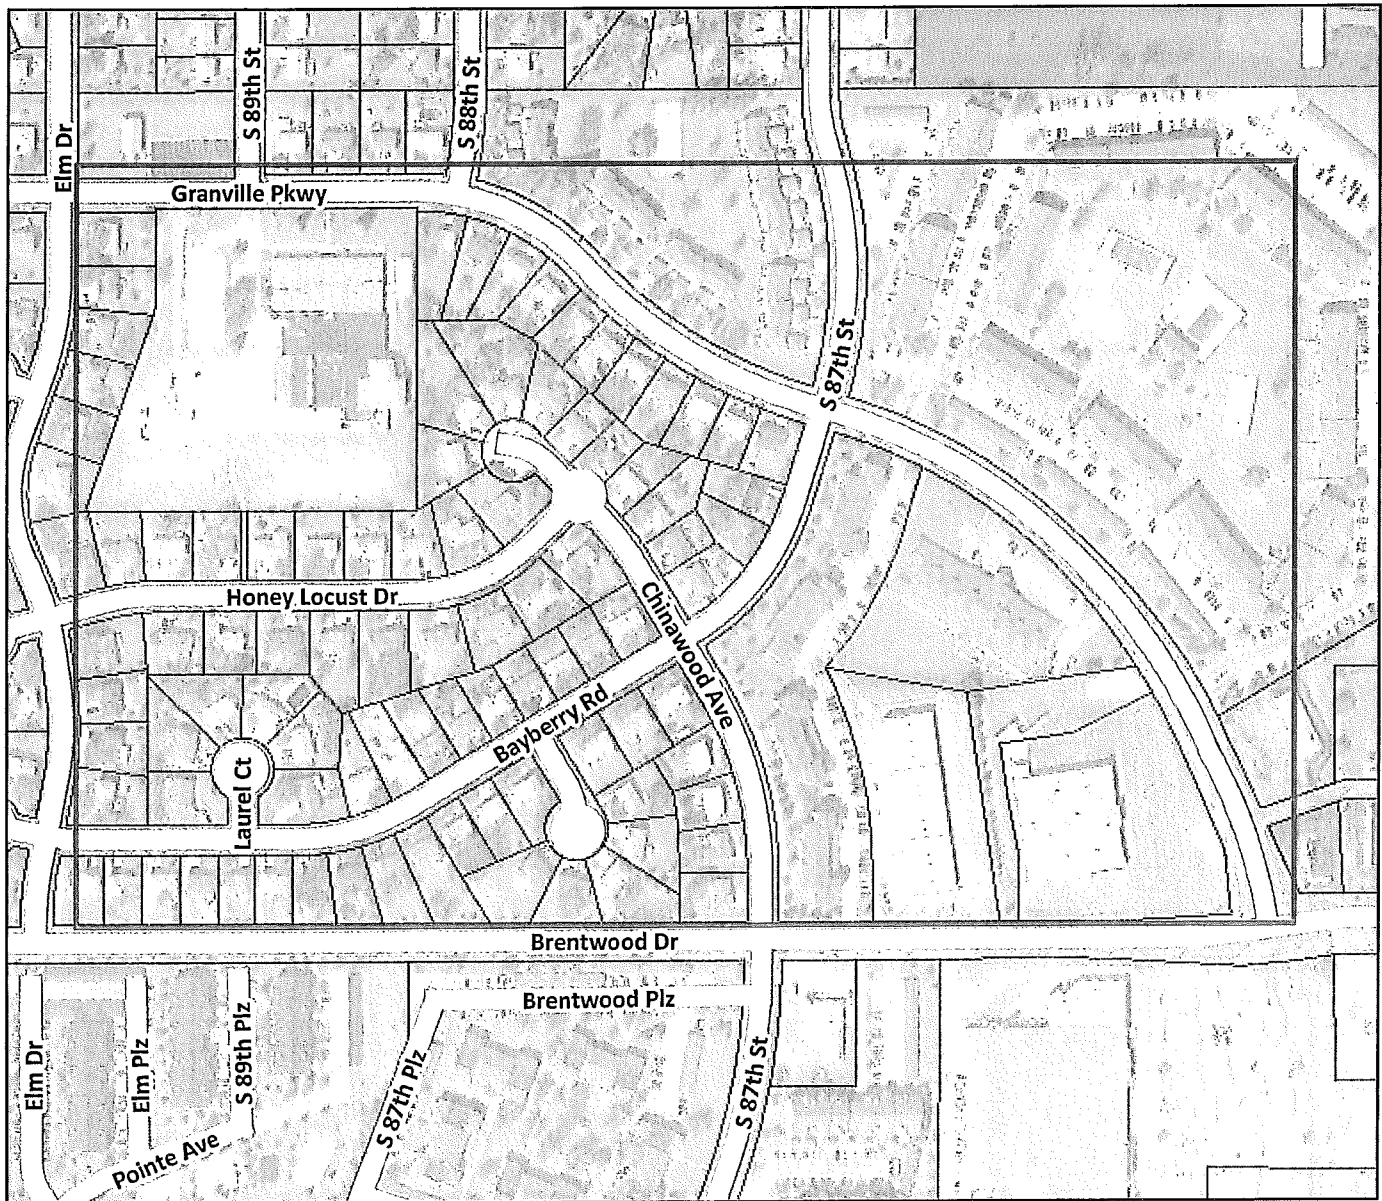 S 89th St
S 88th St
Elm Dr
Granville Pkwy
S 87th St
Honey Locust Dr
Chinawood Ave
Bayberry Rd
Laurel Ct
Brentwood Dr
Brentwood Plz
Elm Dr
Elm Plz
S 89th Plz
S 87th Plz
S 87th St
Pointe Ave